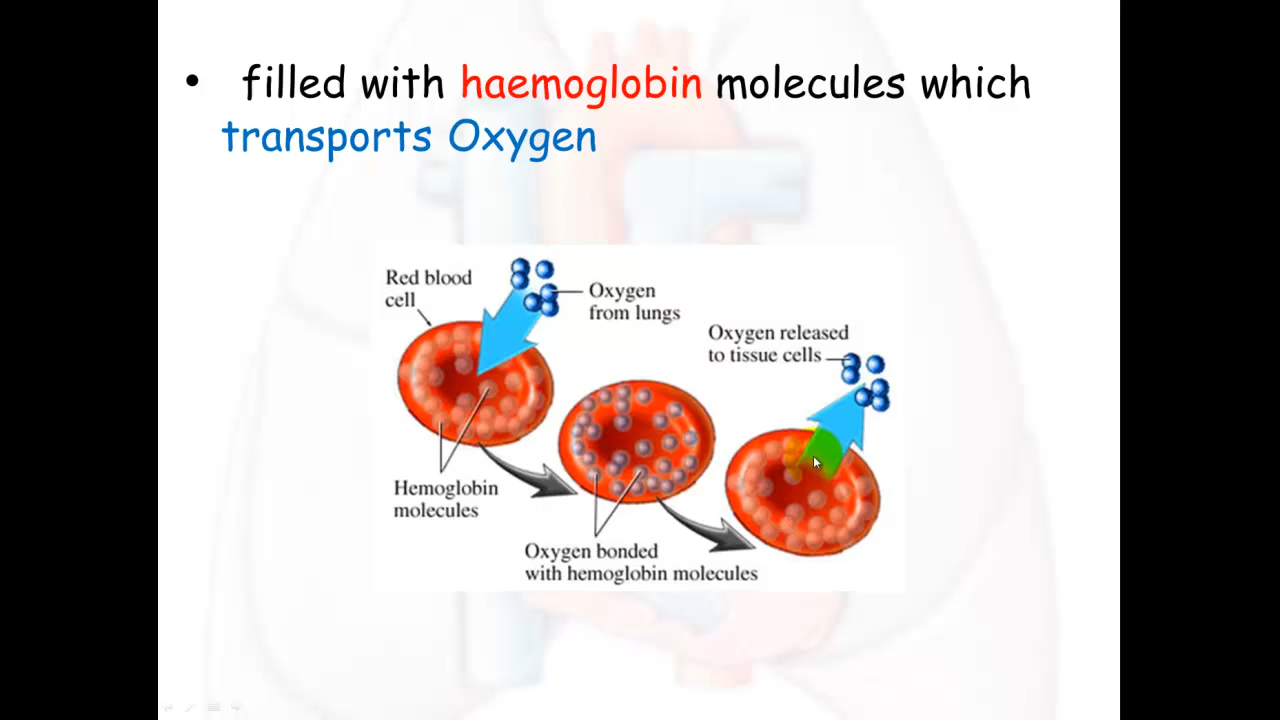 • filled with haemoglobin molecules which
transports Oxygen
Red blood
cell
Oxygen
from lungs
Oxygen released
to tissue cells
Hemoglobin
molecules
Oxygen bonded
with hemoglobin molecules